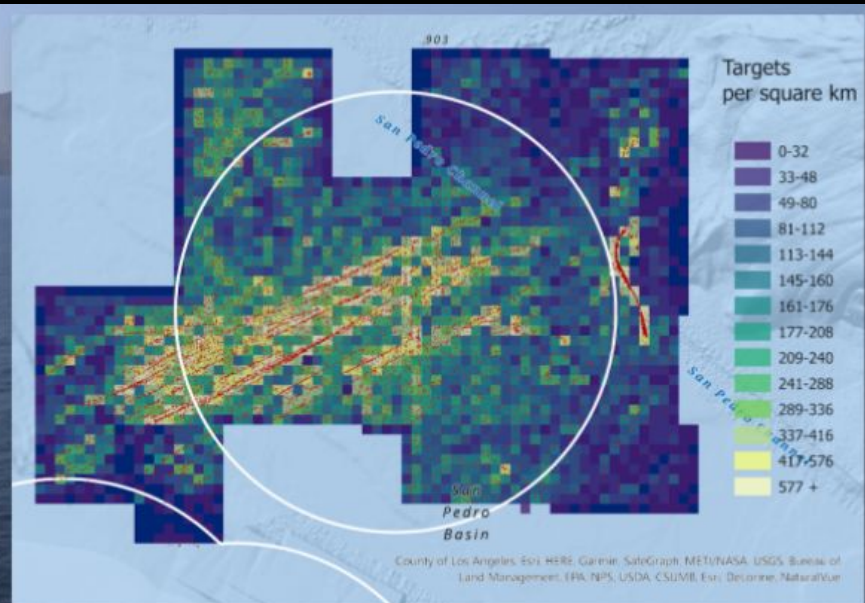 903
Targets
per square km
San Pedro Channel
0-32
33-48
49-80
81-112
113-144
145-160
161-176
177-208
209-240
241-288
289-336
337-416
417-576
577 +
San Pedro Channel
San
Pedro
Basin
County of Los Angeles, Esri, HERE, Garmin, SafeGraph, METI/NASA, USGS, Bureau of
Land Management, EPA, NPS, USDA, CSUMB, Esri, DeLorme, NaturalVue